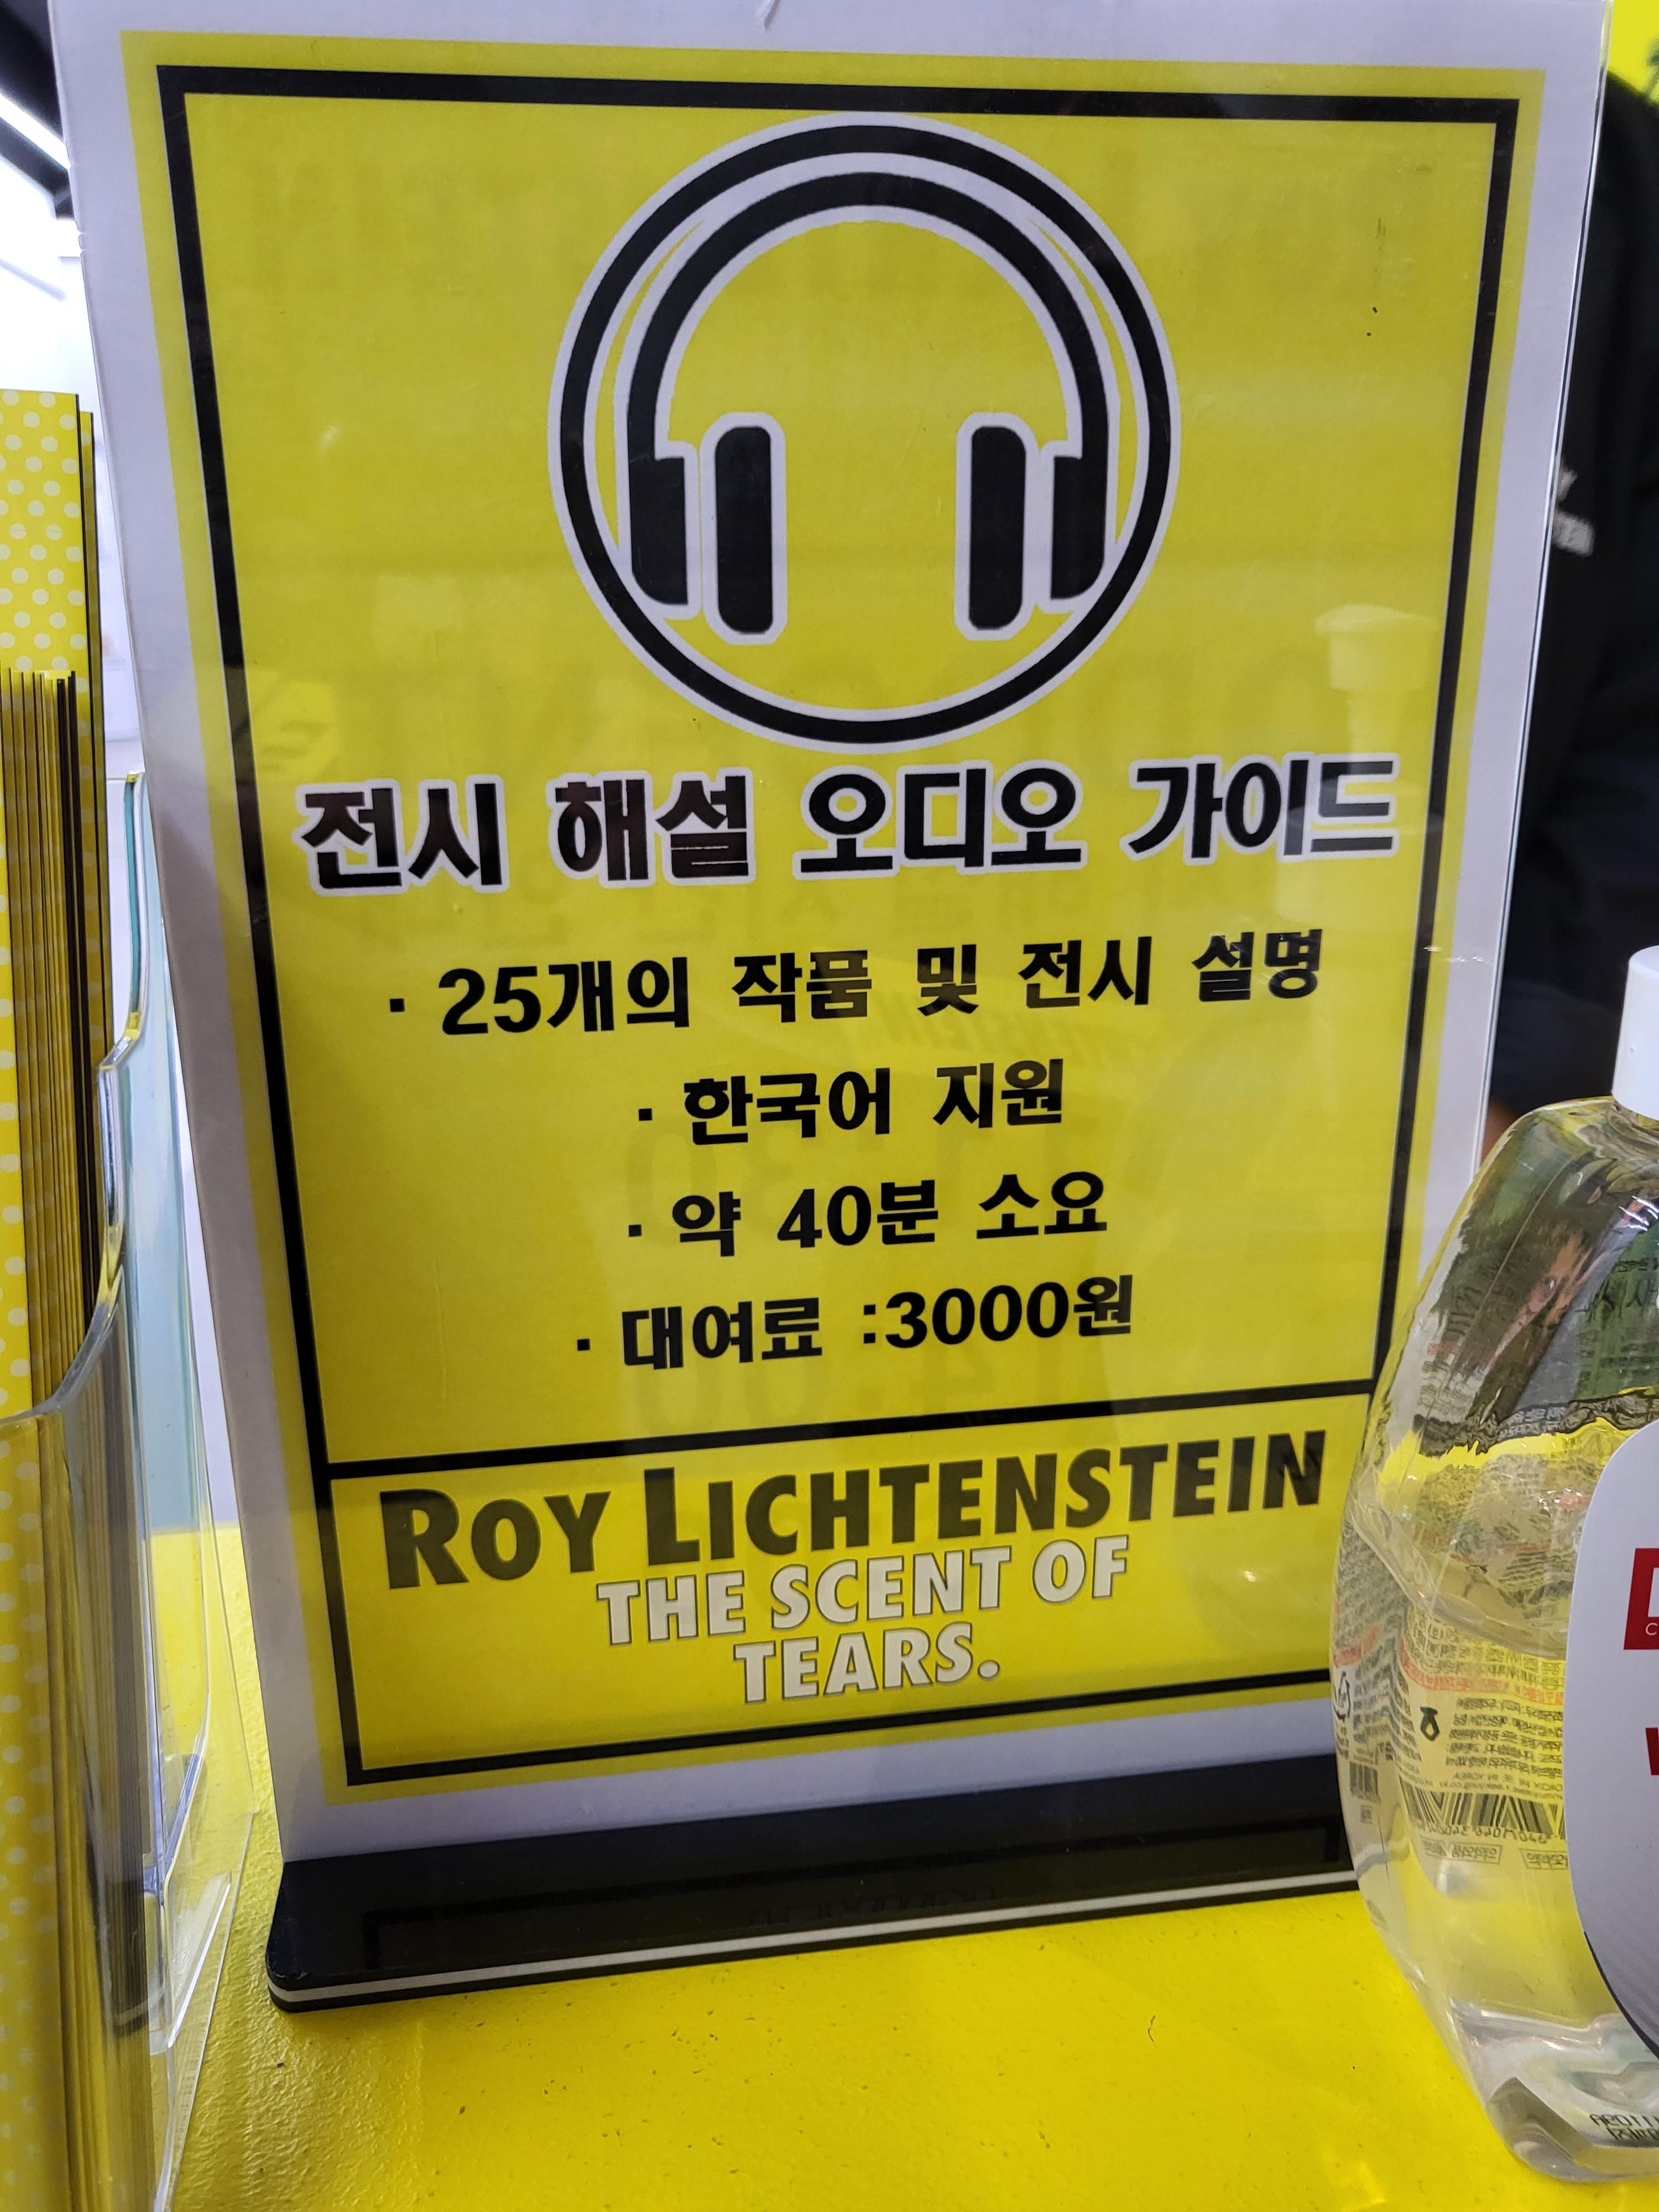 전시 해설 오디오 가이드
· 25개의 작품 및 전시 설명
· 한국어 지원
· 약 40분 소요
· 대여료 :3000원
ROY LICHTENSTEIN
THE SCENT OF
TEARS.